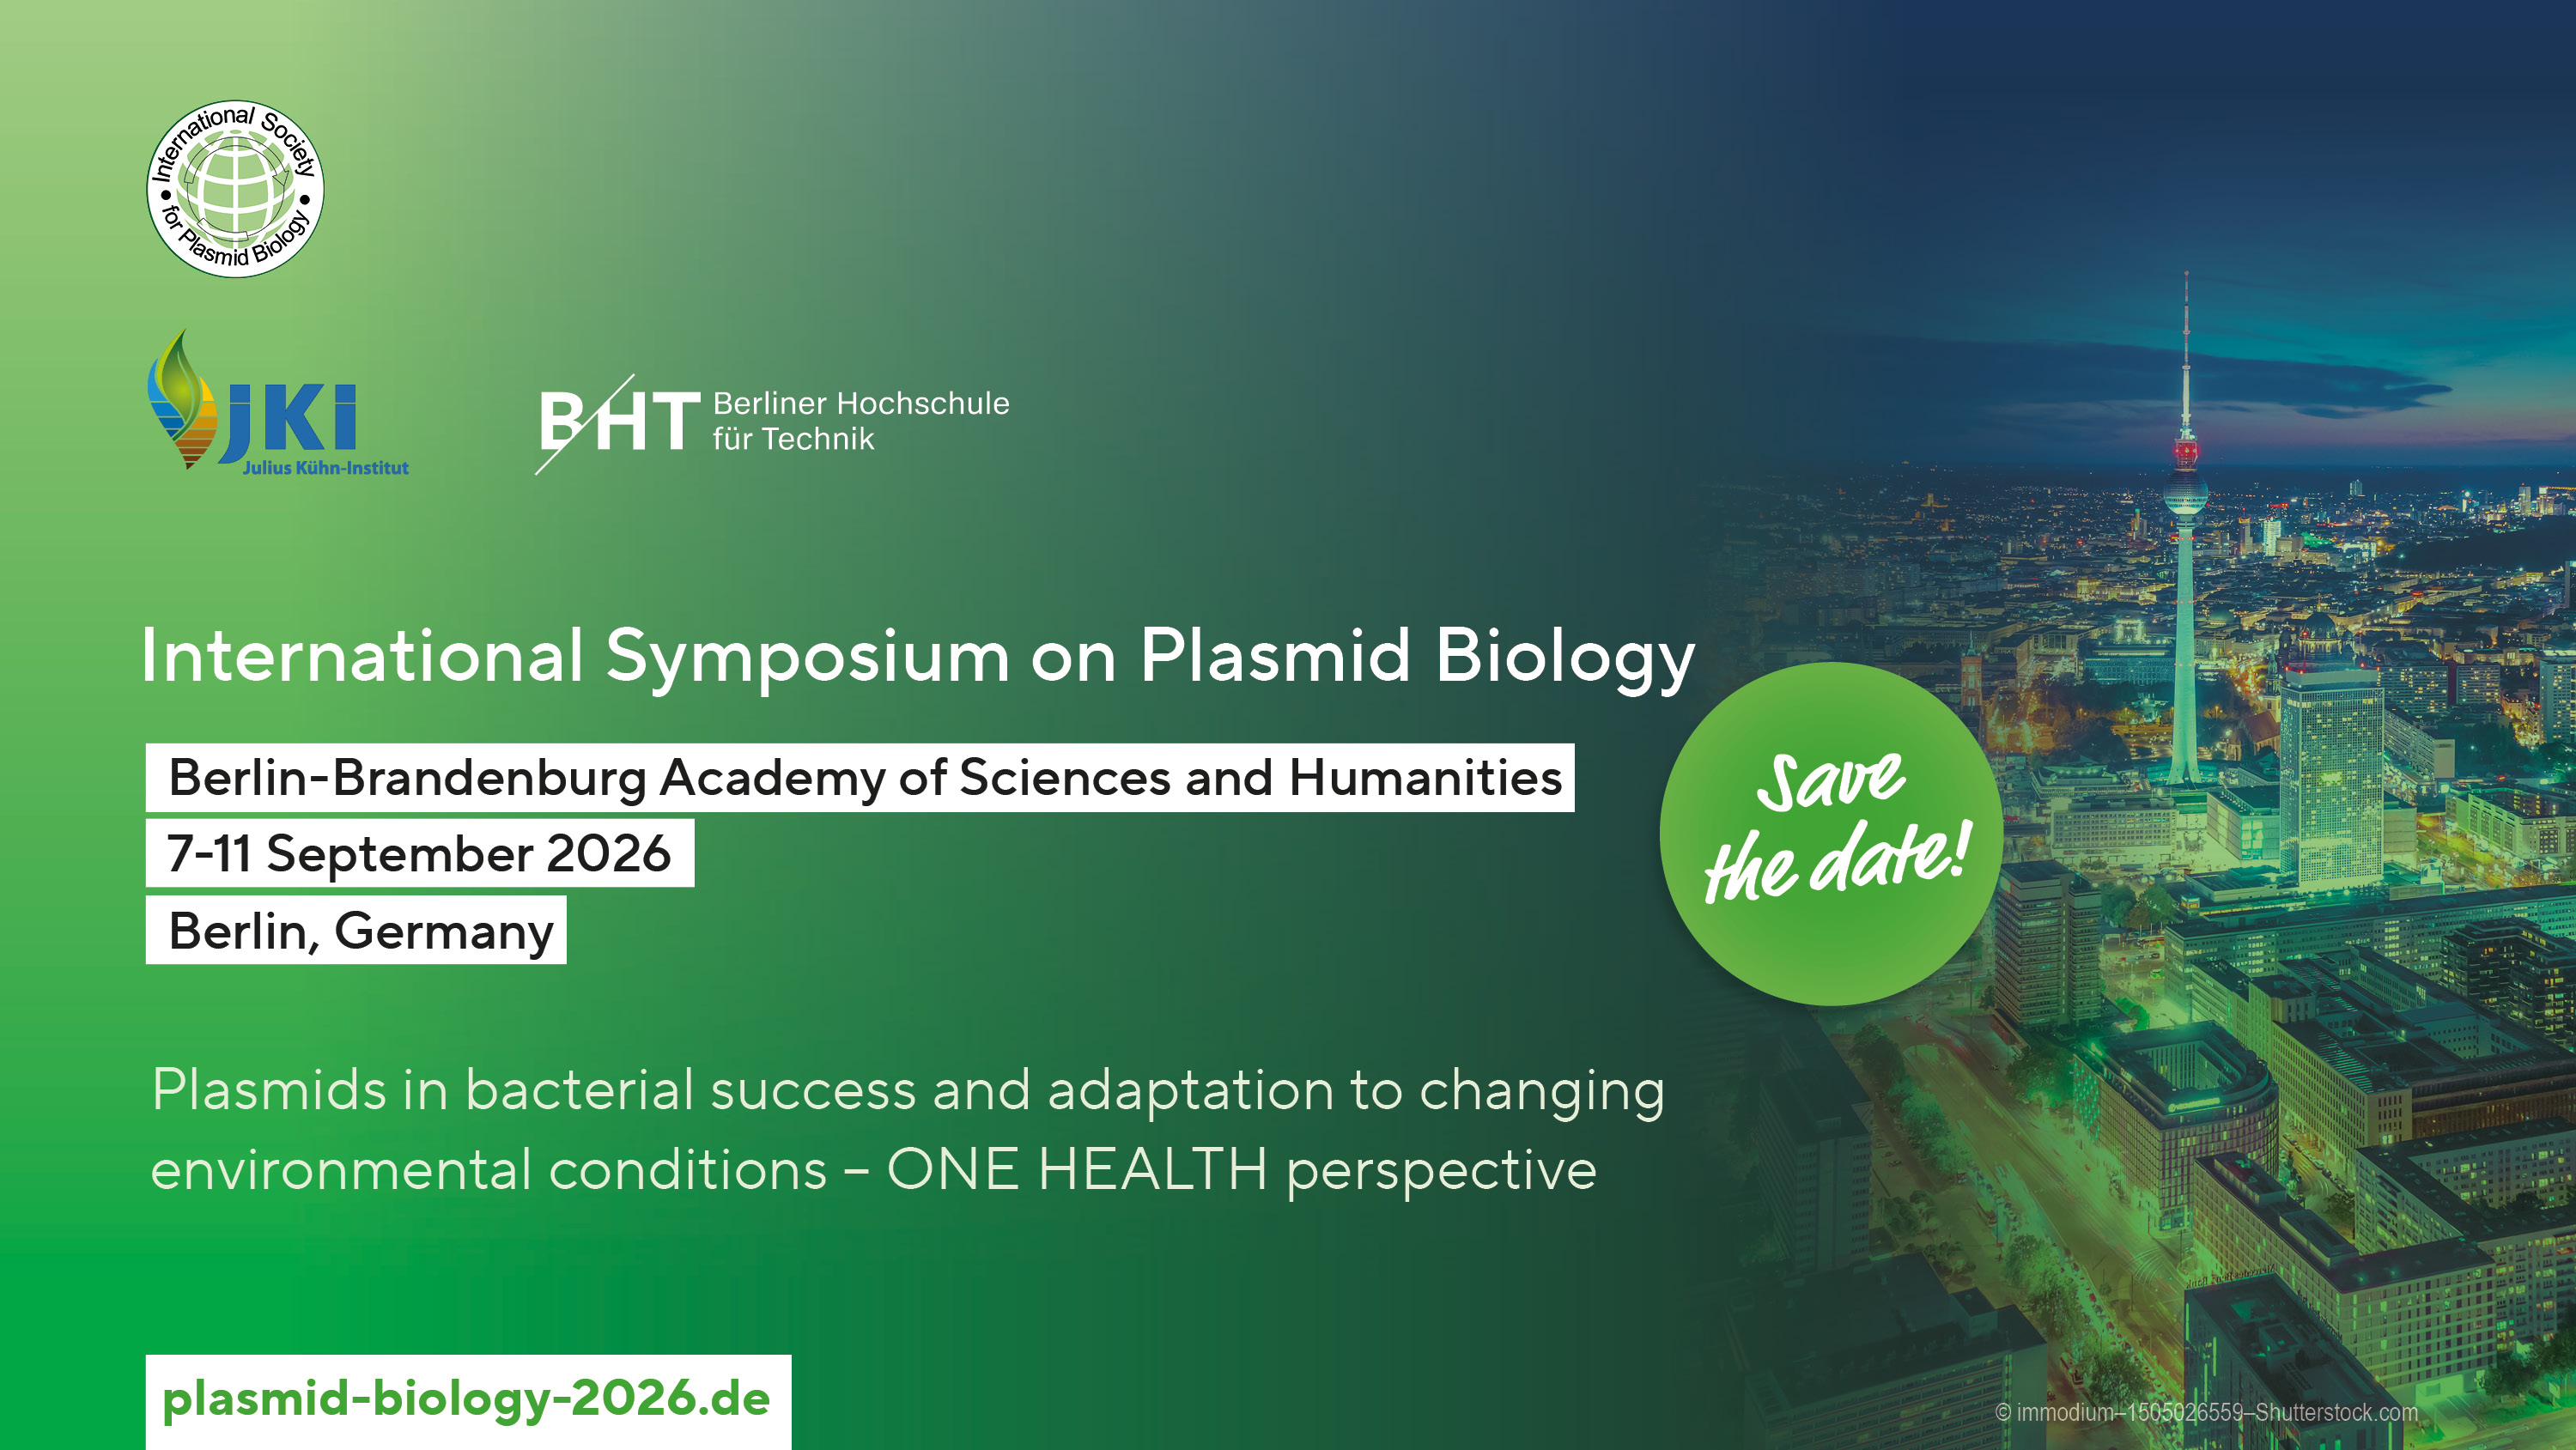 International Society
for Plasmid Biology
JKI
Julius Kühn-Institut
BHT
Berliner Hochschule
für Technik
International Symposium on Plasmid Biology
Berlin-Brandenburg Academy of Sciences and Humanities
7-11 September 2026
Berlin, Germany
Save
the date!
Plasmids in bacterial success and adaptation to changing
environmental conditions – ONE HEALTH perspective
plasmid-biology-2026.de
© immodium–1505026559–Shutterstock.com